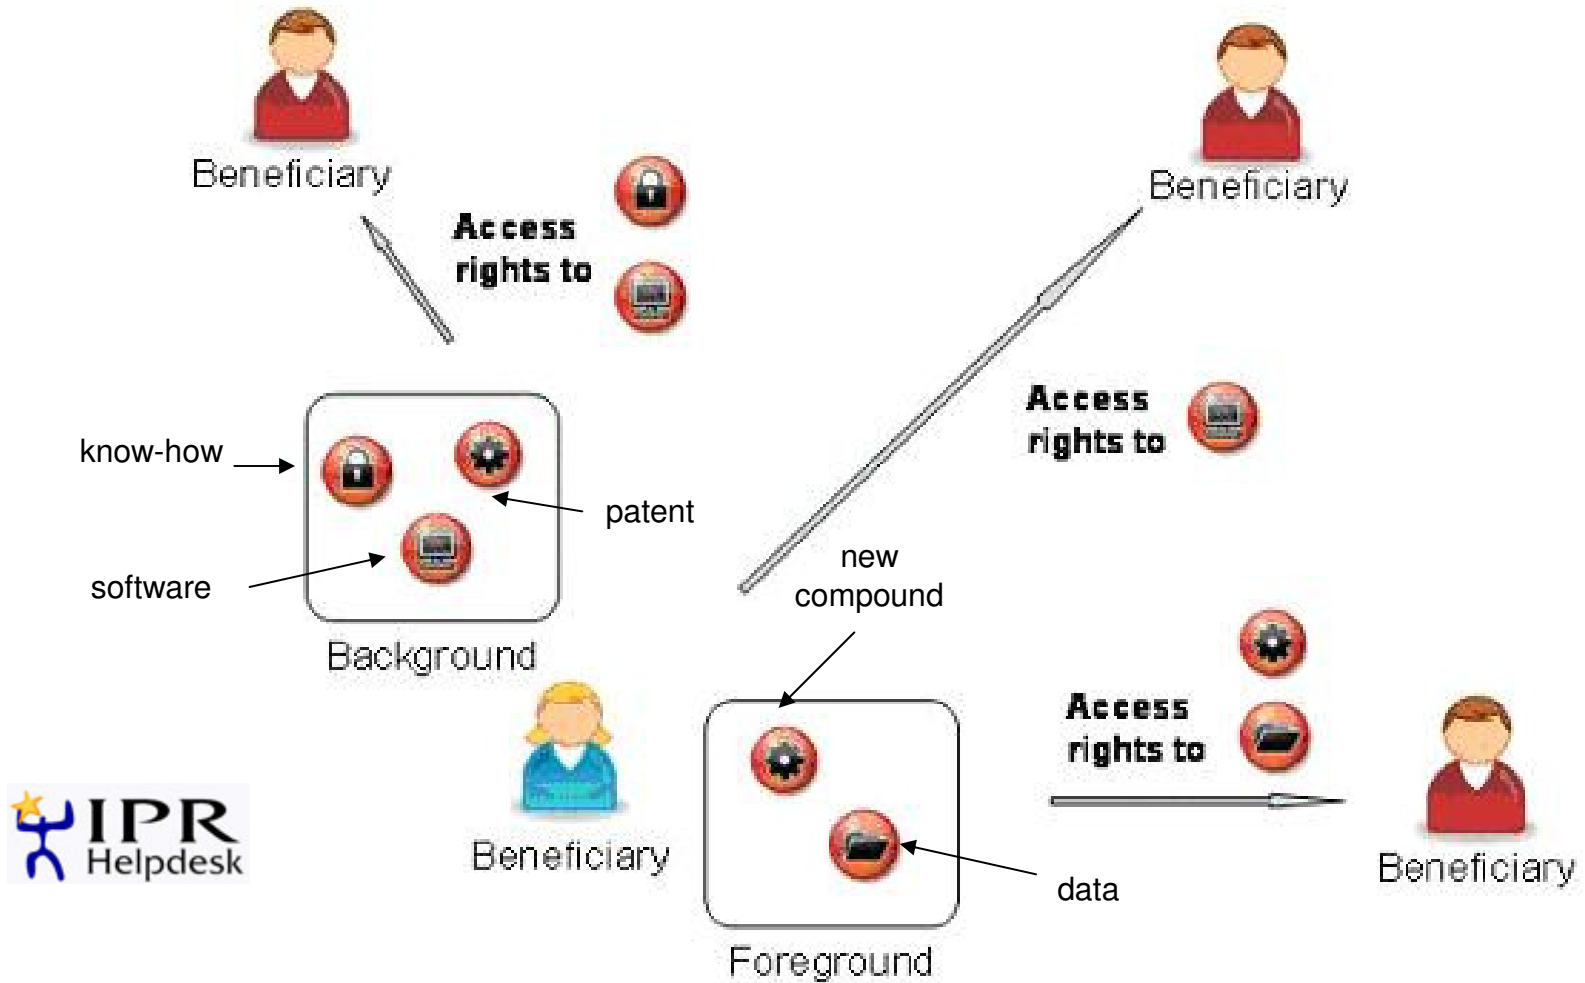 Beneficiary
Beneficiary
Access
rights to
Access
rights to
know-how
patent
software
new
compound
Background
Access
rights to
IPR
Helpdesk
Beneficiary
data
Beneficiary
Foreground